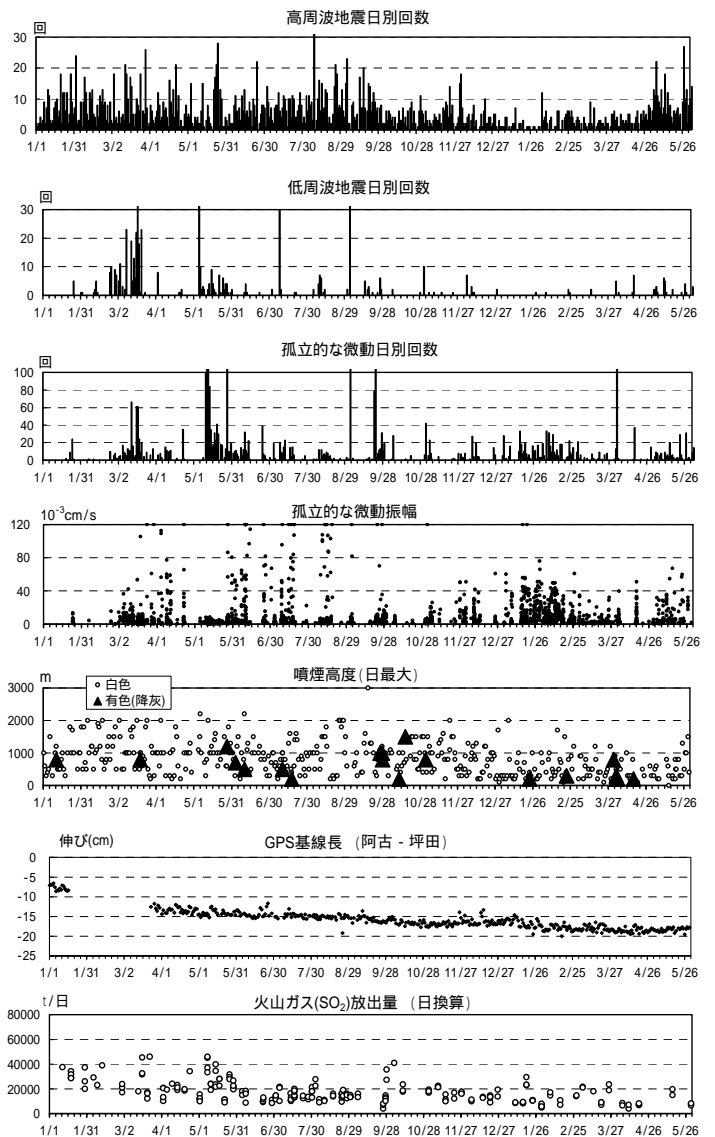 高周波地震日別回数
回
30
20
10
0
1/1 1/31 3/2 4/1 5/1 5/31 6/30 7/30 8/29 9/28 10/28 11/27 12/27 1/26 2/25 3/27 4/26 5/26
低周波地震日別回数
回
30
20
10
0
1/1 1/31 3/2 4/1 5/1 5/31 6/30 7/30 8/29 9/28 10/28 11/27 12/27 1/26 2/25 3/27 4/26 5/26
孤立的な微動日別回数
回
100
80
60
40
20
0
1/1 1/31 3/2 4/1 5/1 5/31 6/30 7/30 8/29 9/28 10/28 11/27 12/27 1/26 2/25 3/27 4/26 5/26
孤立的な微動振幅
10⁻³cm/s
120
80
40
0
1/1 1/31 3/2 4/1 5/1 5/31 6/30 7/30 8/29 9/28 10/28 11/27 12/27 1/26 2/25 3/27 4/26 5/26
噴煙高度(日最大)
m
白色
有色(降灰)
3000
2000
1000
0
1/1 1/31 3/2 4/1 5/1 5/31 6/30 7/30 8/29 9/28 10/28 11/27 12/27 1/26 2/25 3/27 4/26 5/26
伸び(cm)
GPS基線長 (阿古 - 坪田)
0
-5
-10
-15
-20
-25
1/1 1/31 3/2 4/1 5/1 5/31 6/30 7/30 8/29 9/28 10/28 11/27 12/27 1/26 2/25 3/27 4/26 5/26
t/日
火山ガス(SO₂)放出量 (日換算)
80000
60000
40000
20000
0
1/1 1/31 3/2 4/1 5/1 5/31 6/30 7/30 8/29 9/28 10/28 11/27 12/27 1/26 2/25 3/27 4/26 5/26